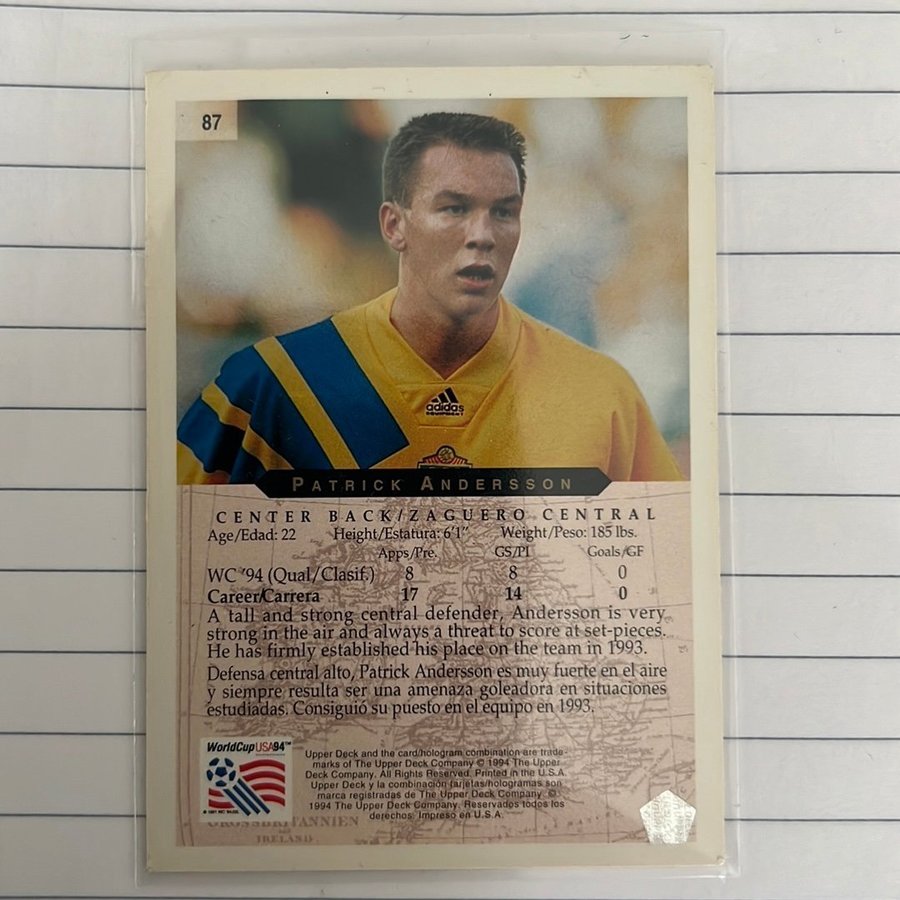 87
adidas
EQUIPMENT
PATRICK ANDERSSON
CENTER BACK/ZAGUERO CENTRAL
Age/Edad: 22 Height/Estatura: 6'1" Weight/Peso: 185 lbs.
Apps/Pre. GS/PI Goals/GF
WC '94 (Qual/Clasif.) 8 8 0
Career/Carrera 17 14 0
A tall and strong central defender, Andersson is very
strong in the air and always a threat to score at set-pieces.
He has firmly established his place on the team in 1993.
Defensa central alto, Patrick Andersson es muy fuerte en el aire
y siempre resulta ser una amenaza goleadora en situaciones
estudiadas. Consiguió su puesto en el equipo en 1993.
WorldCupUSA94™
Upper Deck and the card/hologram combination are trade-
marks of The Upper Deck Company © 1994 The Upper
Deck Company. All Rights Reserved. Printed in the U.S.A.
Upper Deck y la combinación tarjetas/hologramas son
marca registradas de The Upper Deck Company. ©
1994 The Upper Deck Company. Reservados todos los
derechos. Impreso en U.S.A.
GROSSBRITANNIEN
IRELAND